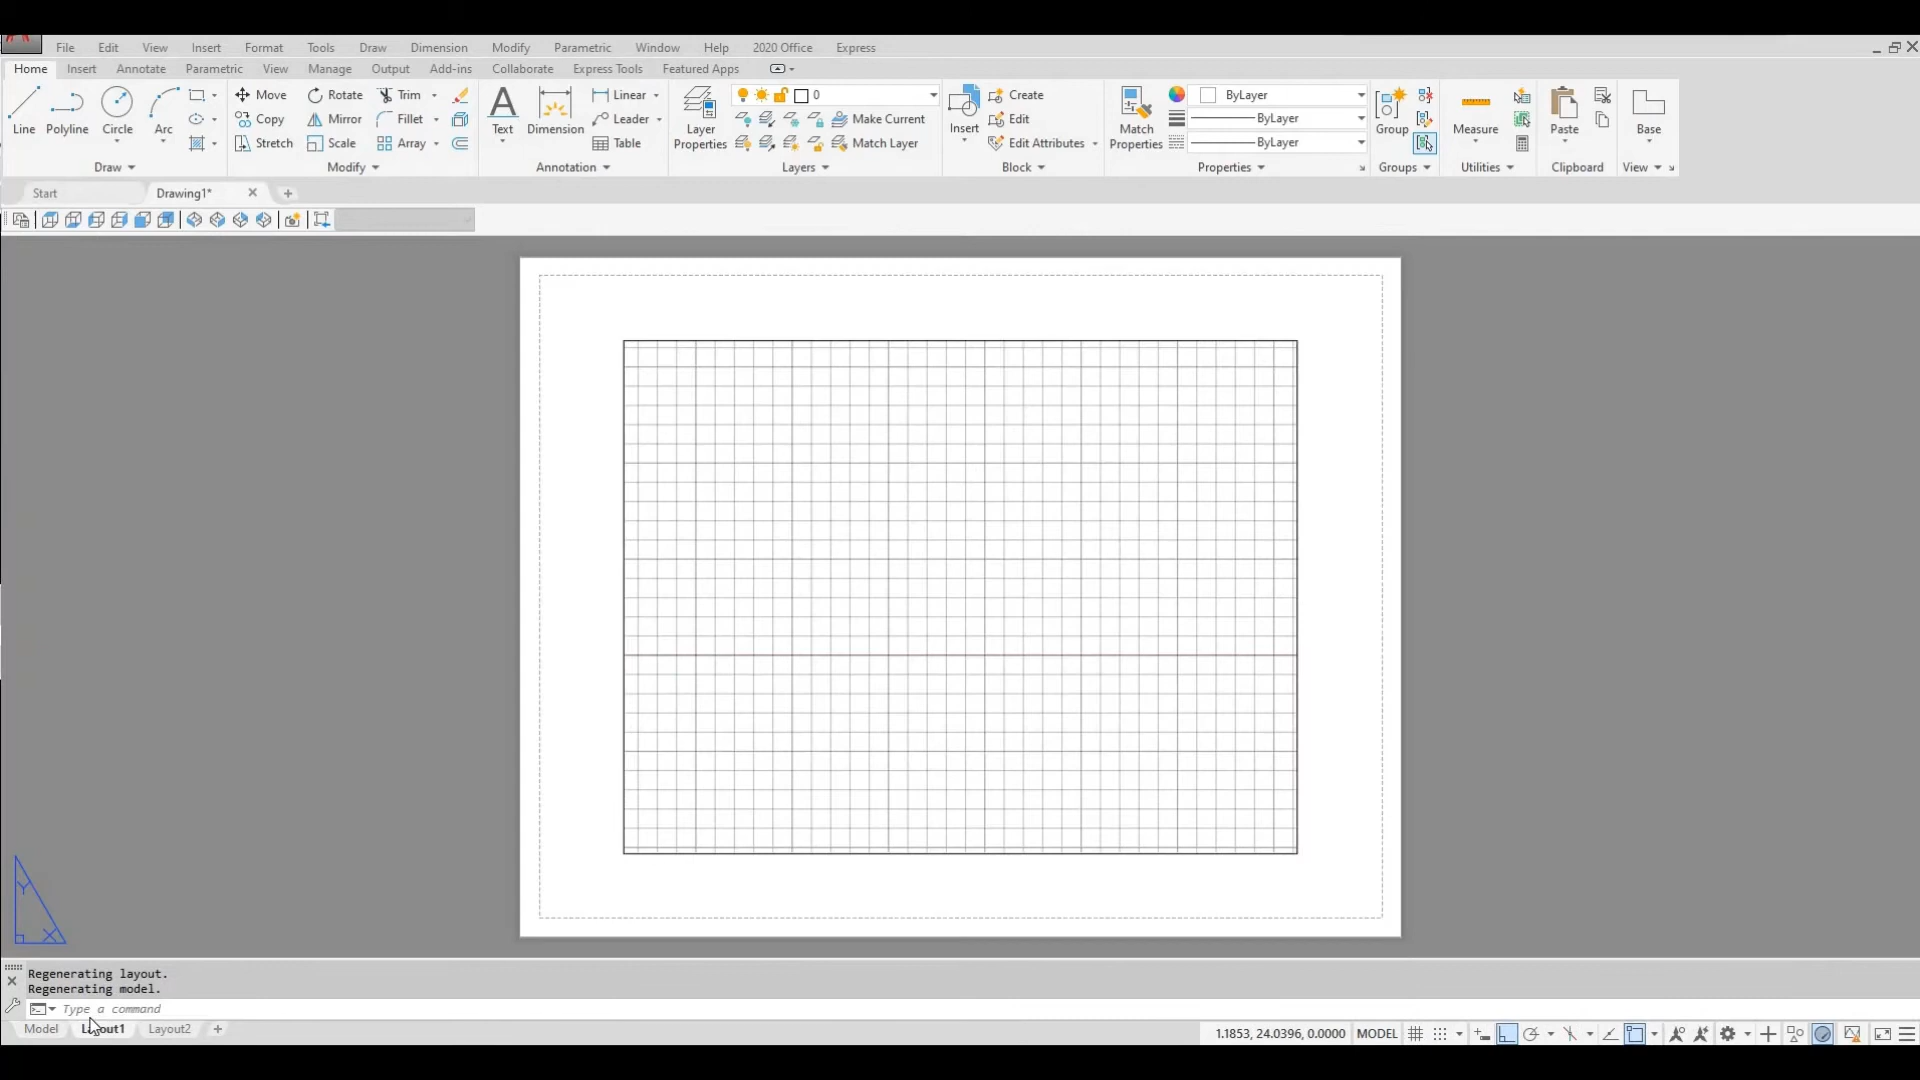 File Edit View Insert Format Tools Draw Dimension Modify Parametric Window Help 2020 Office Express
Home Insert Annotate Parametric View Manage Output Add-ins Collaborate Express Tools Featured Apps
Line Polyline Circle Arc
Draw
Move Rotate Trim
Copy Mirror Fillet
Stretch Scale Array
Modify
Text Dimension
Linear
Leader
Table
Annotation
Layer Properties
0
Make Current
Match Layer
Layers
Insert
Create
Edit
Edit Attributes
Block
Match Properties
ByLayer
ByLayer
ByLayer
Properties
Group
Groups
Measure
Utilities
Paste
Clipboard
Base
View
Start Drawing1*
Y
X
Regenerating layout.
Regenerating model.
Type a command
Model Layout1 Layout2
1.1853, 24.0396, 0.0000 MODEL